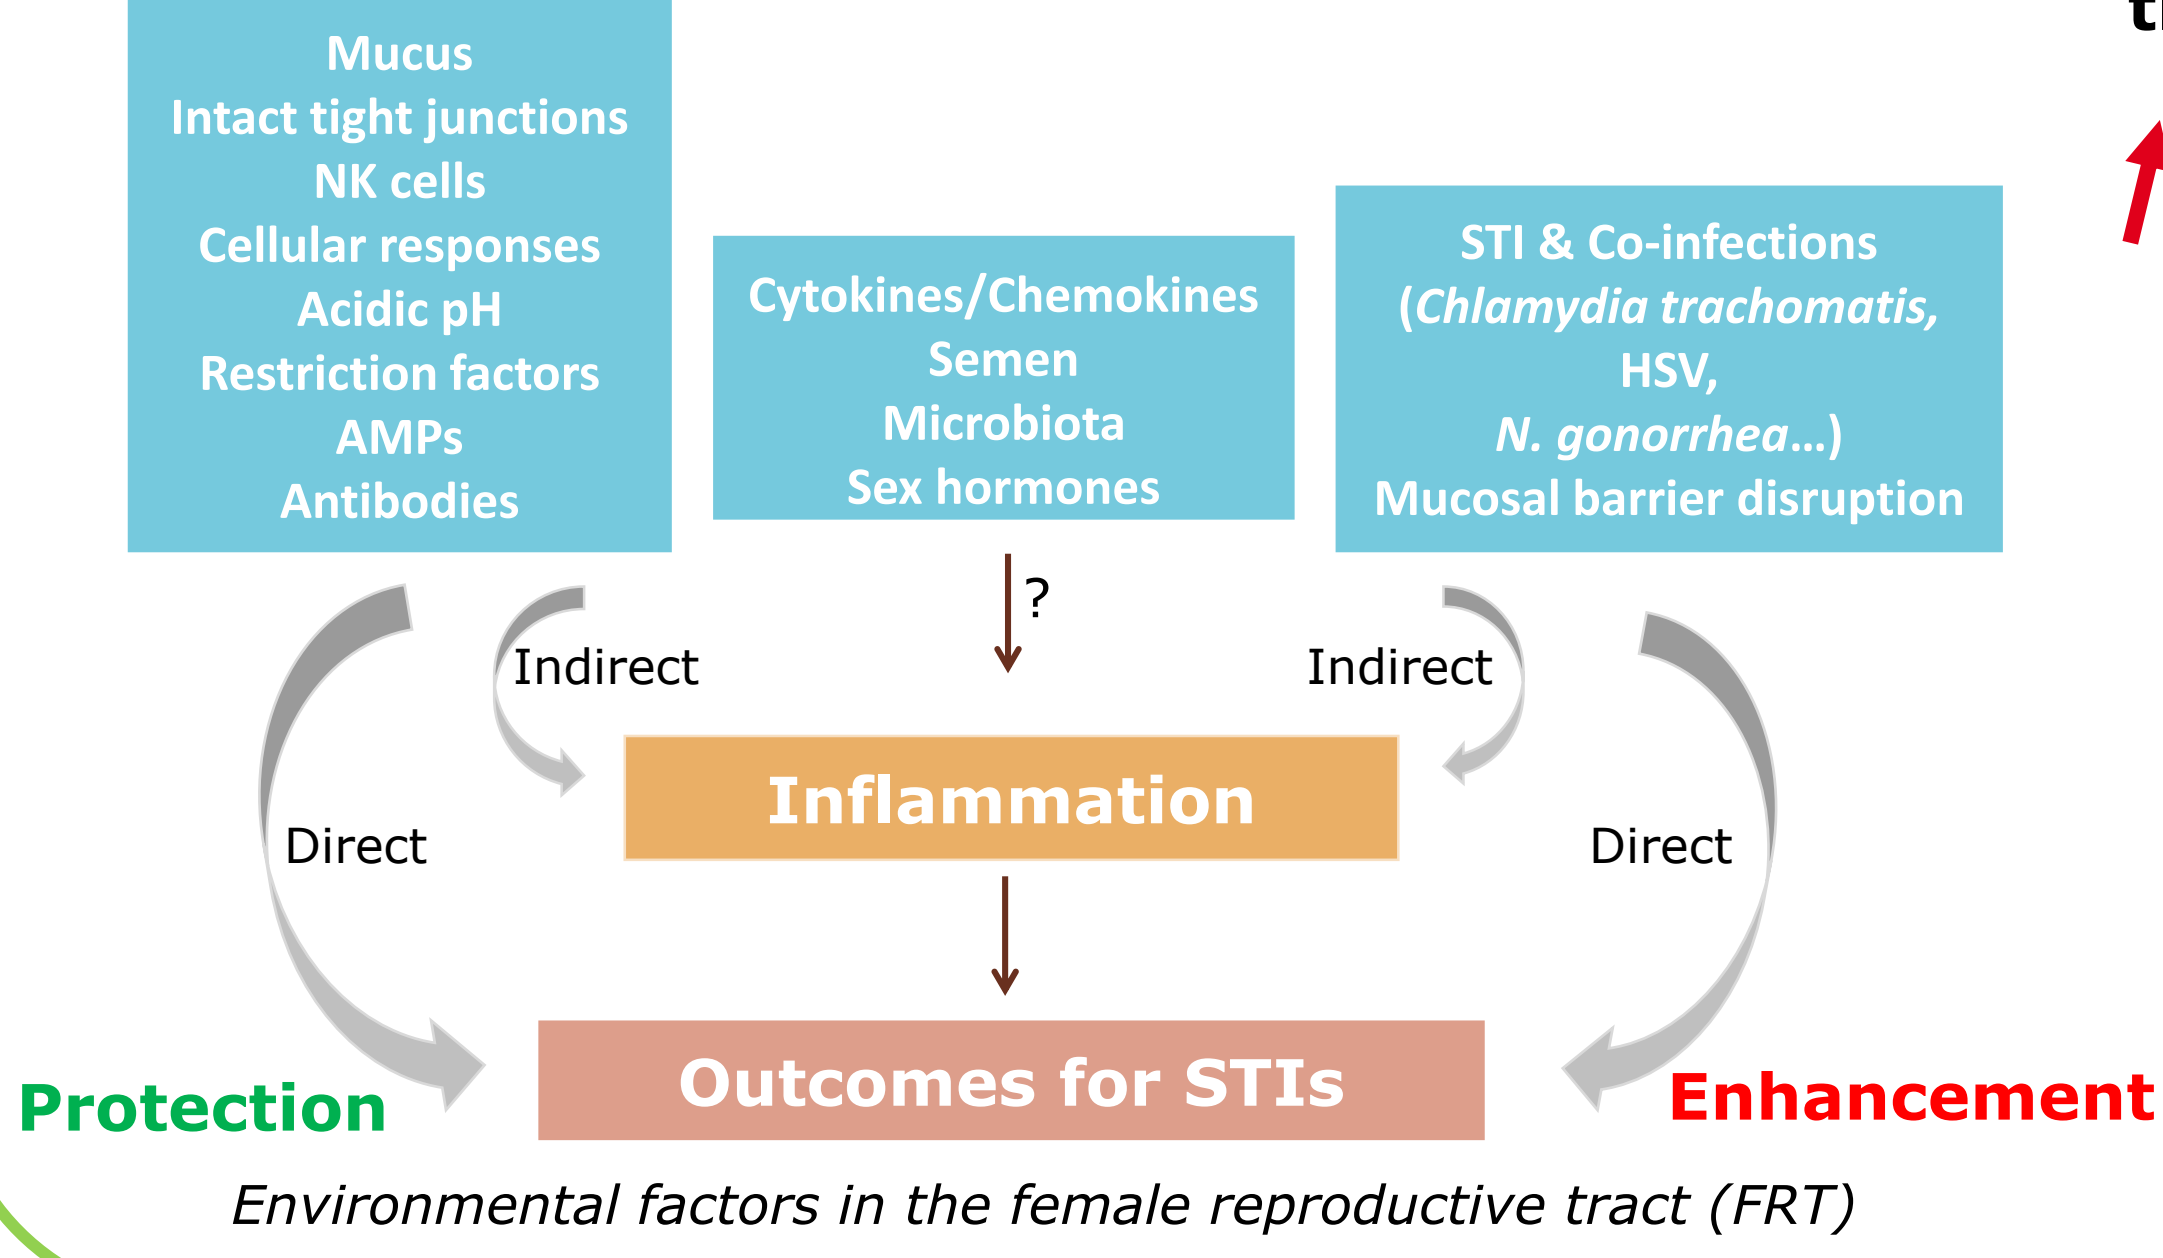 Mucus
Intact tight junctions
NK cells
Cellular responses
Acidic pH
Restriction factors
AMPs
Antibodies
Cytokines/Chemokines
Semen
Microbiota
Sex hormones
STI & Co-infections
(Chlamydia trachomatis,
HSV,
N. gonorrhea…)
Mucosal barrier disruption
?
Indirect
Indirect
Inflammation
Direct
Direct
Outcomes for STIs
Protection
Enhancement
Environmental factors in the female reproductive tract (FRT)